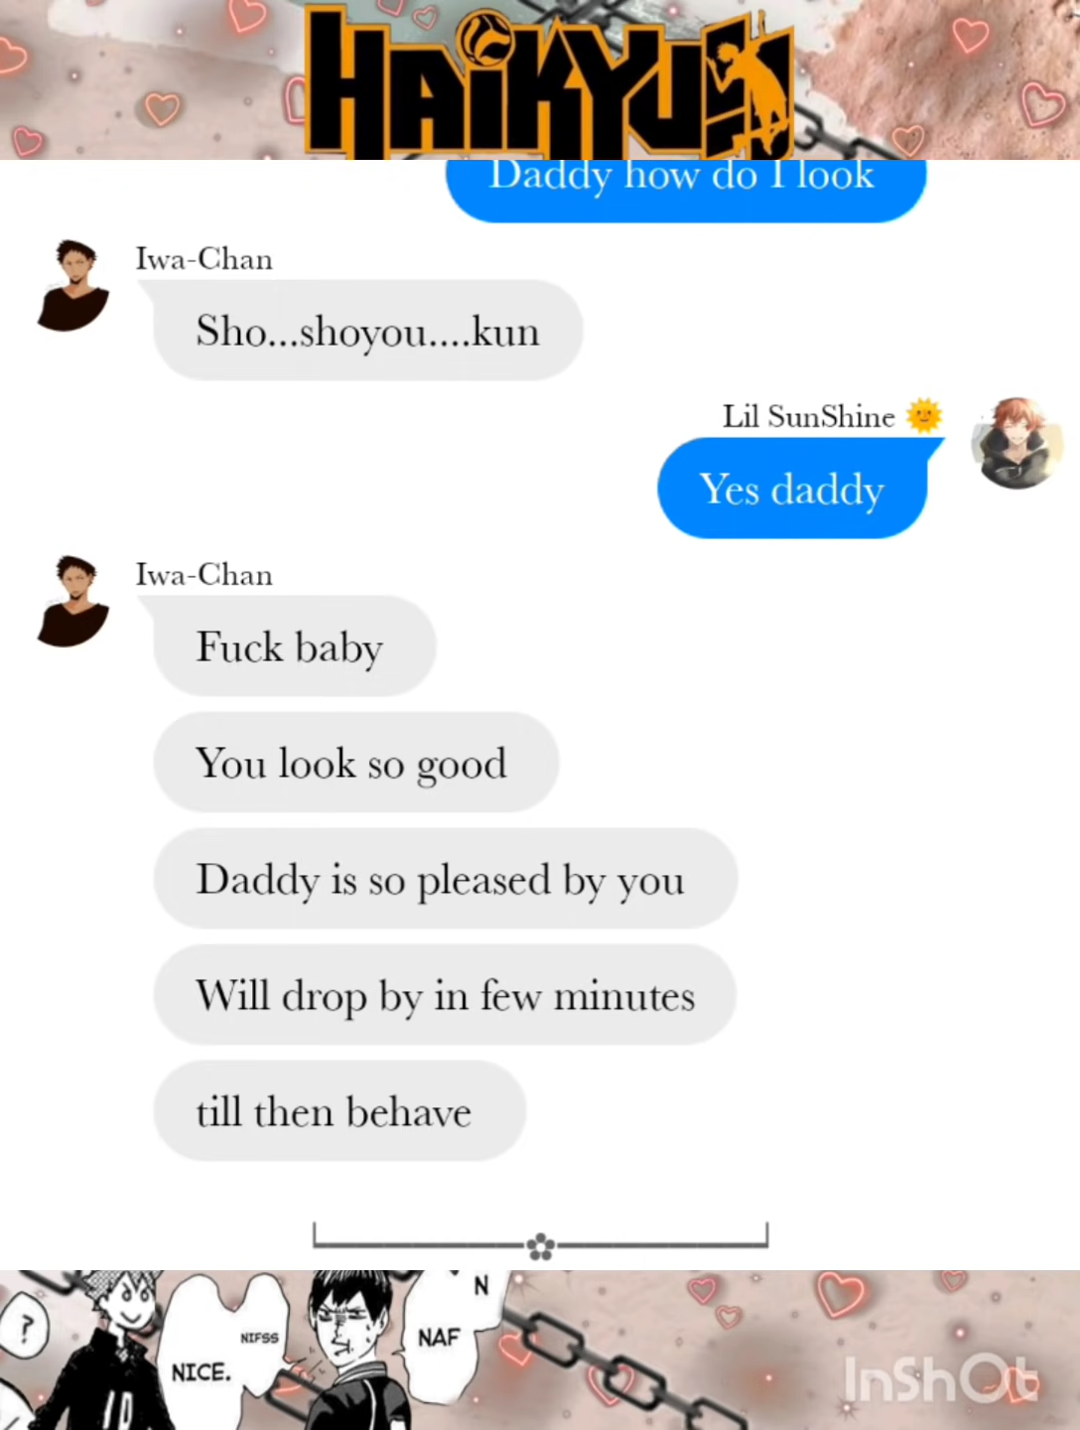 HAiKYU!!
Daddy how do I look
Iwa-Chan
Sho...shoyou....kun
Lil SunShine 🌞
Yes daddy
Iwa-Chan
Fuck baby
You look so good
Daddy is so pleased by you
Will drop by in few minutes
till then behave
?
NIFSS
NICE.
N
NAF
10
InShOt